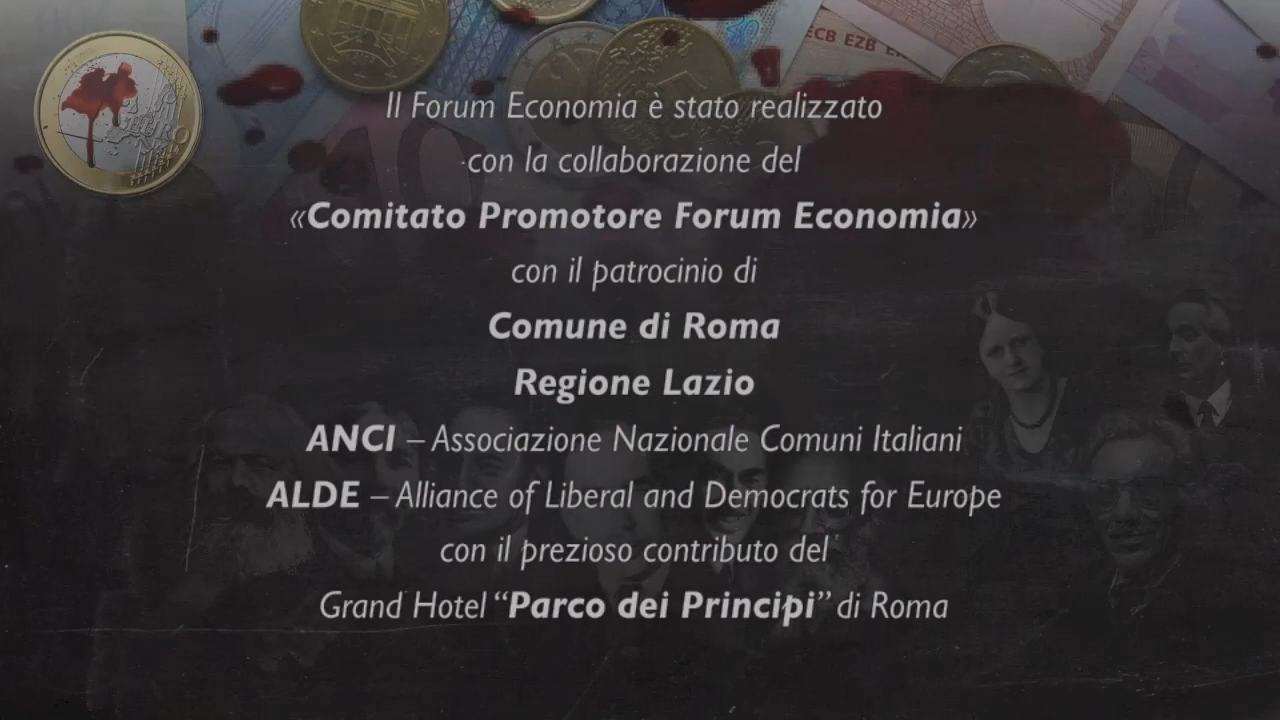 ECB EZB
Il Forum Economia è stato realizzato
con la collaborazione del
«Comitato Promotore Forum Economia»
con il patrocinio di
Comune di Roma
Regione Lazio
ANCI – Associazione Nazionale Comuni Italiani
ALDE – Alliance of Liberal and Democrats for Europe
con il prezioso contributo del
Grand Hotel “Parco dei Principi” di Roma